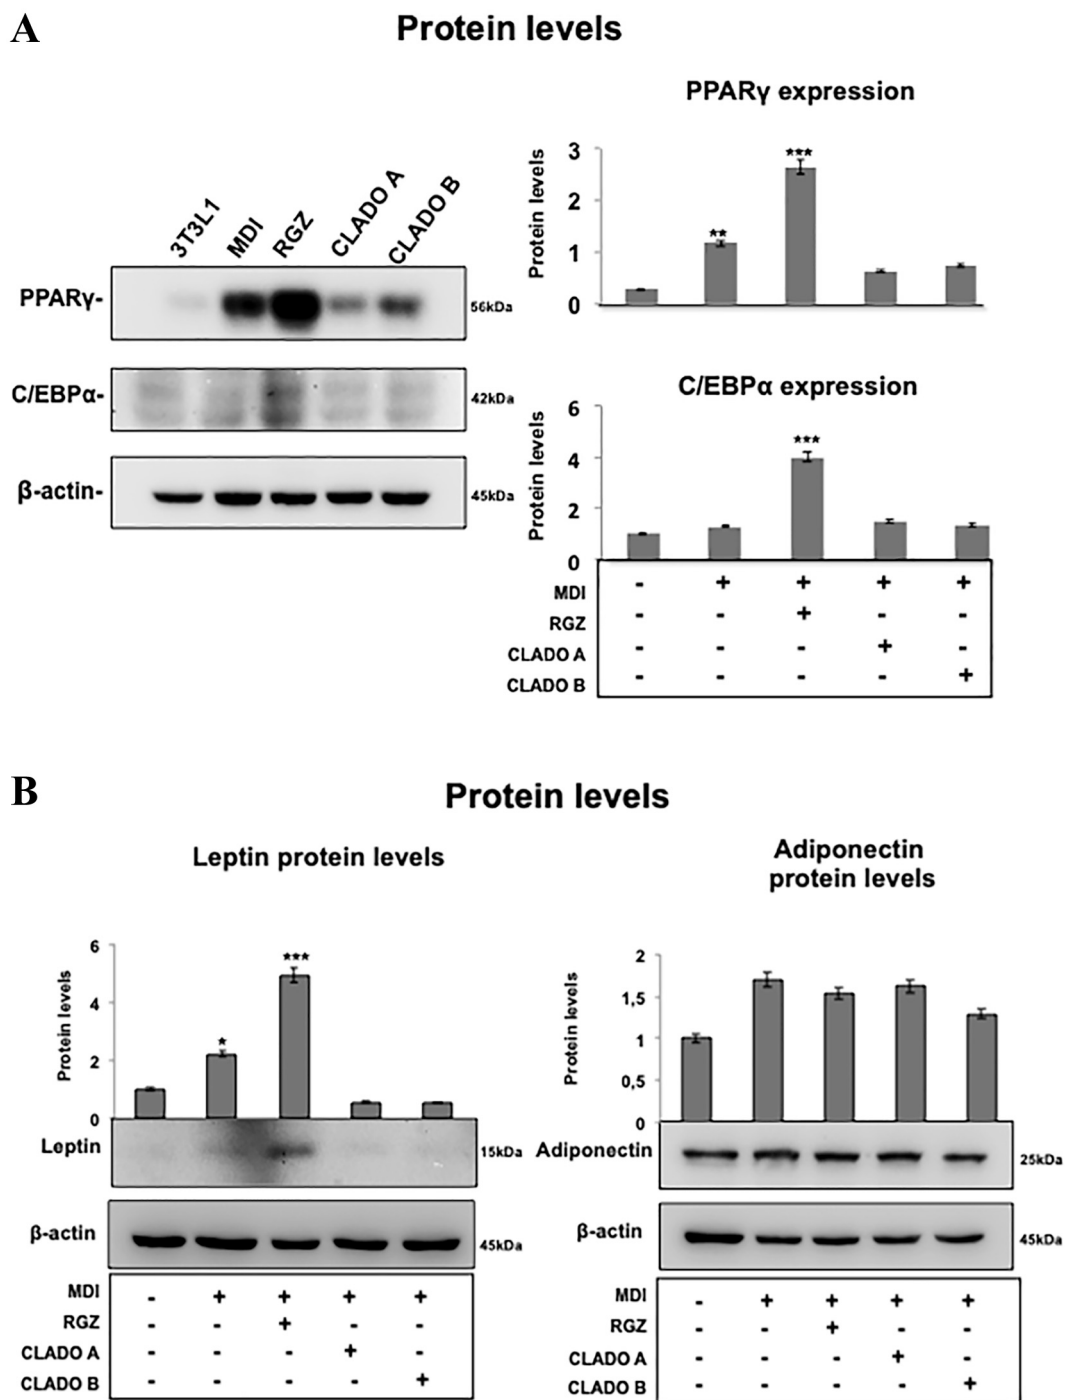 A
Protein levels
PPARγ expression
Protein levels
3
2
1
0
**
***
3T3L1
MDI
RGZ
CLADO A
CLADO B
PPARγ-
56kDa
C/EBPα-
42kDa
β-actin-
45kDa
C/EBPα expression
Protein levels
6
4
2
0
***
MDI - + + + +
RGZ - - + - -
CLADO A - - - + -
CLADO B - - - - +
B
Protein levels
Leptin protein levels
Protein levels
6
4
2
0
*
***
Leptin
15kDa
β-actin
45kDa
MDI - + + + +
RGZ - - + - -
CLADO A - - - + -
CLADO B - - - - +
Adiponectin
protein levels
Protein levels
2
1,5
1
0,5
0
Adiponectin
25kDa
β-actin
45kDa
MDI - + + + +
RGZ - - + - -
CLADO A - - - + -
CLADO B - - - - +